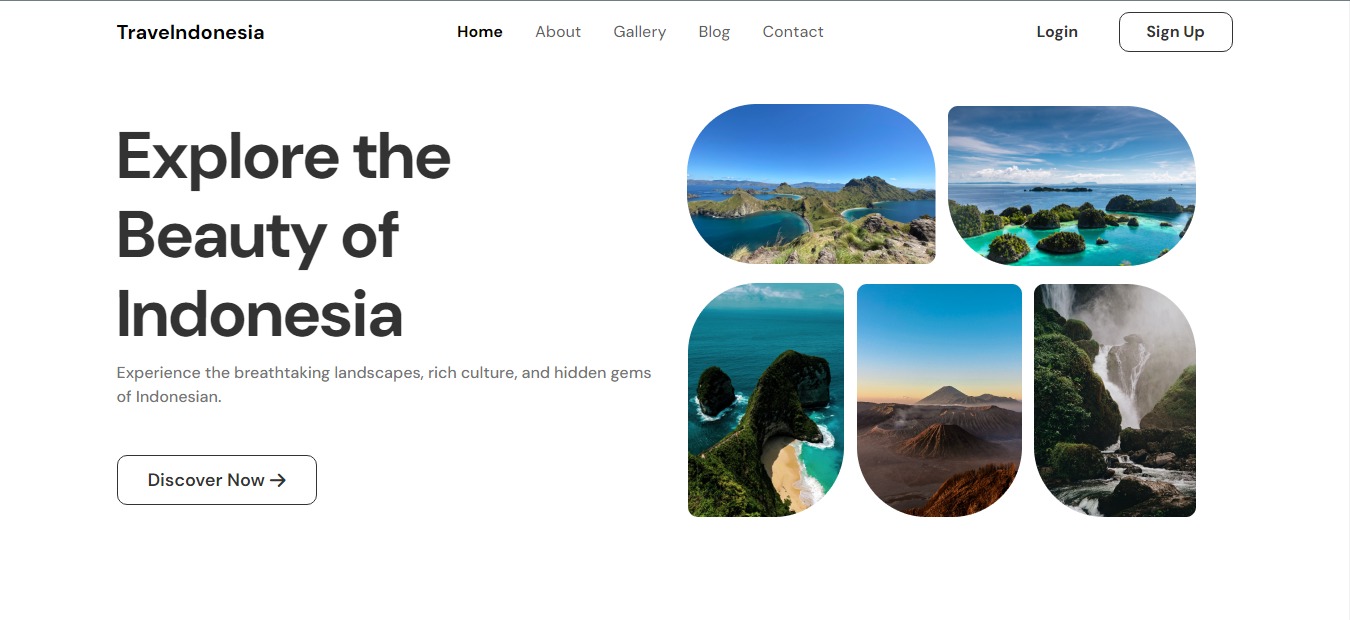 TraveIndonesia
Home About Gallery Blog Contact
Login Sign Up
Explore the
Beauty of
Indonesia
Experience the breathtaking landscapes, rich culture, and hidden gems
of Indonesian.
Discover Now →